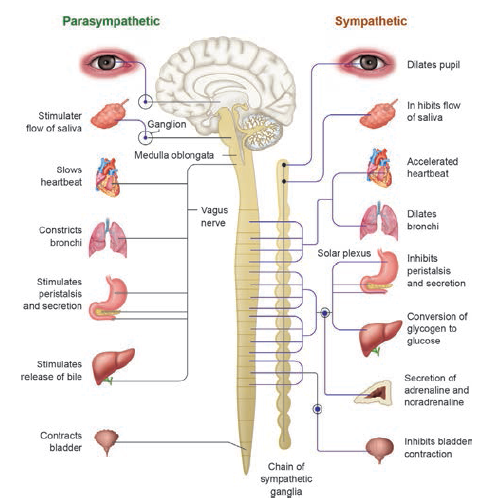 Parasympathetic
Sympathetic
Stimulater
flow of saliva
Ganglion
Medulla oblongata
Slows
heartbeat
Vagus
nerve
Constricts
bronchi
Stimulates
peristalsis
and secretion
Stimulates
release of bile
Contracts
bladder
Dilates pupil
In hibits flow
of saliva
Accelerated
heartbeat
Dilates
bronchi
Solar plexus
Inhibits
peristalsis
and secretion
Conversion of
glycogen to
glucose
Secretion of
adrenaline and
noradrenaline
Inhibits bladden
contraction
Chain of
sympathetic
ganglia